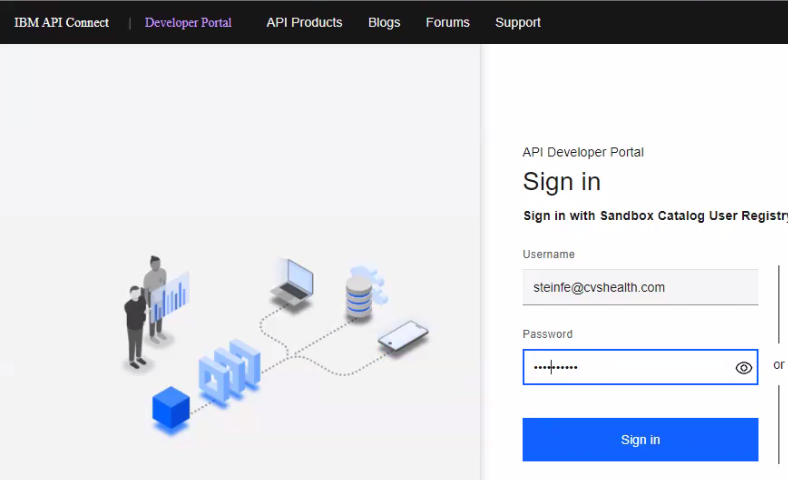 IBM API Connect | Developer Portal API Products Blogs Forums Support
API Developer Portal
Sign in
Sign in with Sandbox Catalog User Registry
Username
steinfe@cvshealth.com
Password
••••••••••
or
Sign in